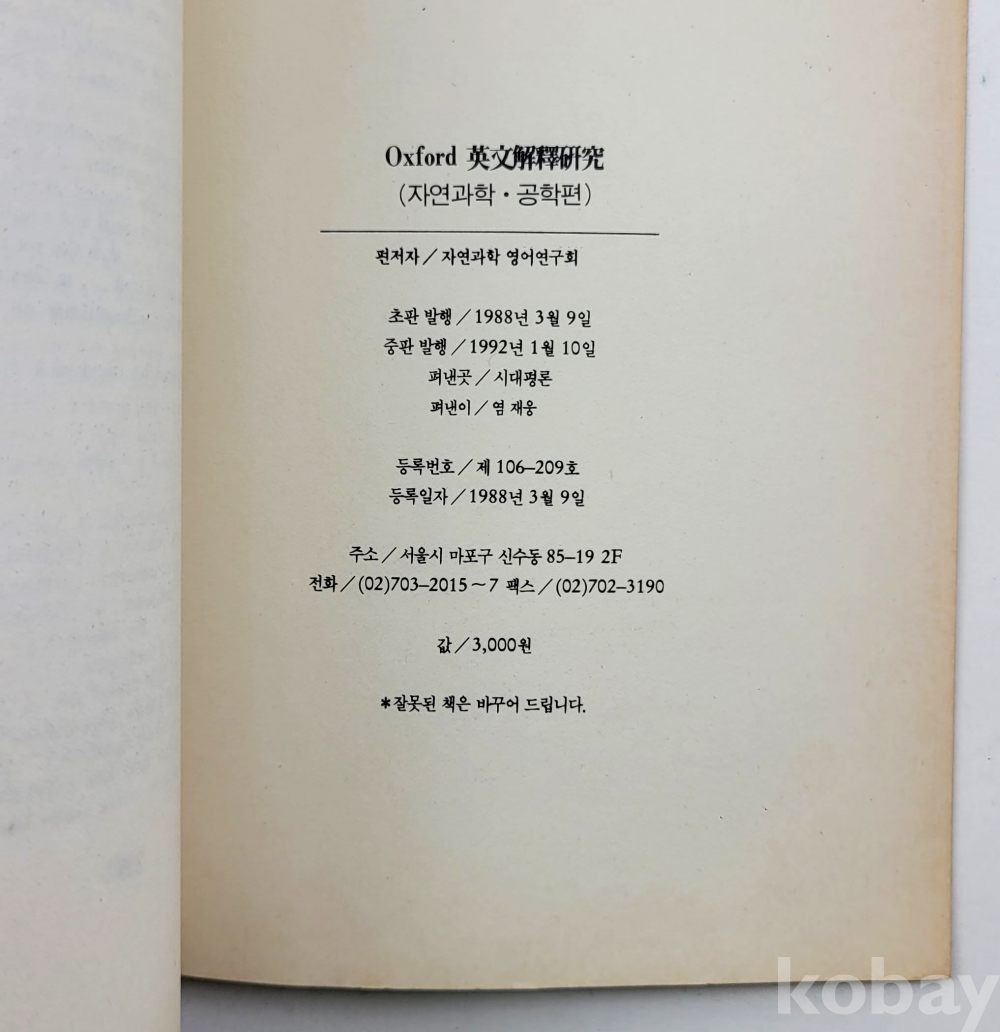 Oxford 英文解釋硏究
(자연과학·공학편)
편저자／자연과학 영어연구회
초판 발행／1988년 3월 9일
중판 발행／1992년 1월 10일
펴낸곳／시대평론
펴낸이／염 재웅
등록번호／제 106–209호
등록일자／1988년 3월 9일
주소／서울시 마포구 신수동 85–19 2F
전화／(02)703–2015～7 팩스／(02)702–3190
값／3,000원
*잘못된 책은 바꾸어 드립니다.
kobay